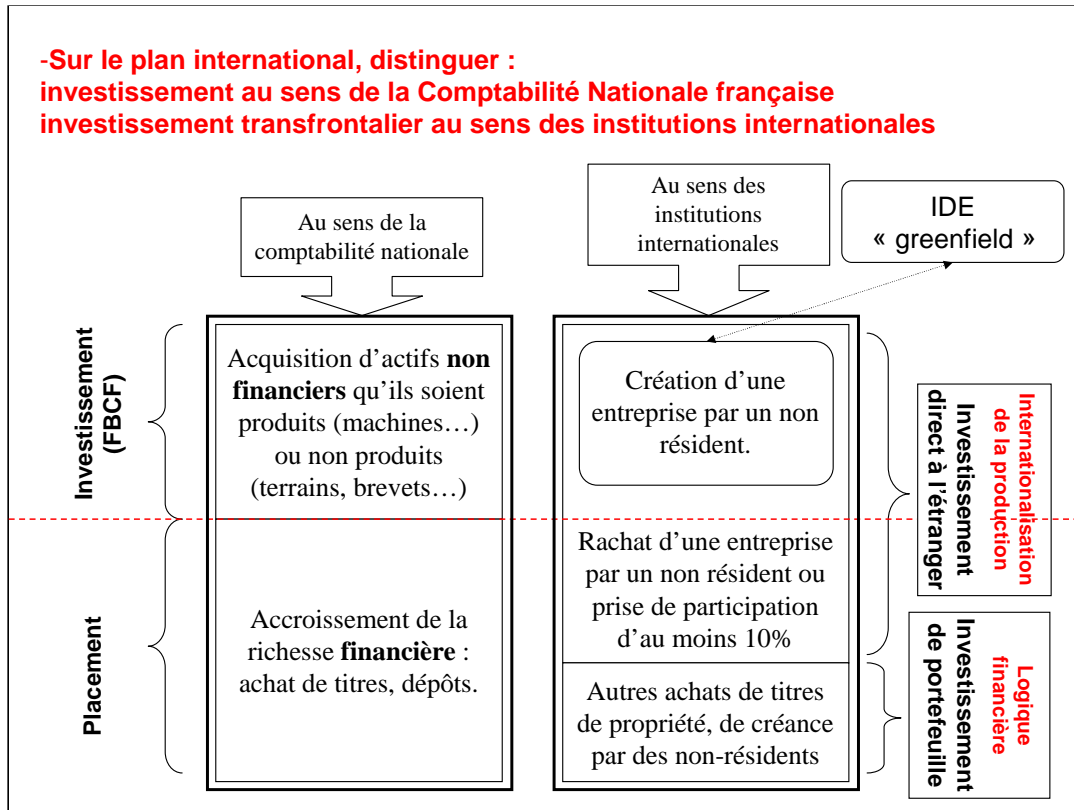 -Sur le plan international, distinguer :
investissement au sens de la Comptabilité Nationale française
investissement transfrontalier au sens des institutions internationales
Au sens de la
comptabilité nationale
Au sens des
institutions
internationales
IDE
« greenfield »
Investissement
(FBCF)
Acquisition d’actifs non
financiers qu’ils soient
produits (machines…)
ou non produits
(terrains, brevets…)
Création d’une
entreprise par un non
résident.
Internationalisation
de la production
Investissement
direct à l’étranger
Placement
Accroissement de la
richesse financière :
achat de titres, dépôts.
Rachat d’une entreprise
par un non résident ou
prise de participation
d’au moins 10%
Autres achats de titres
de propriété, de créance
par des non-résidents
Logique
financière
Investissement
de portefeuille